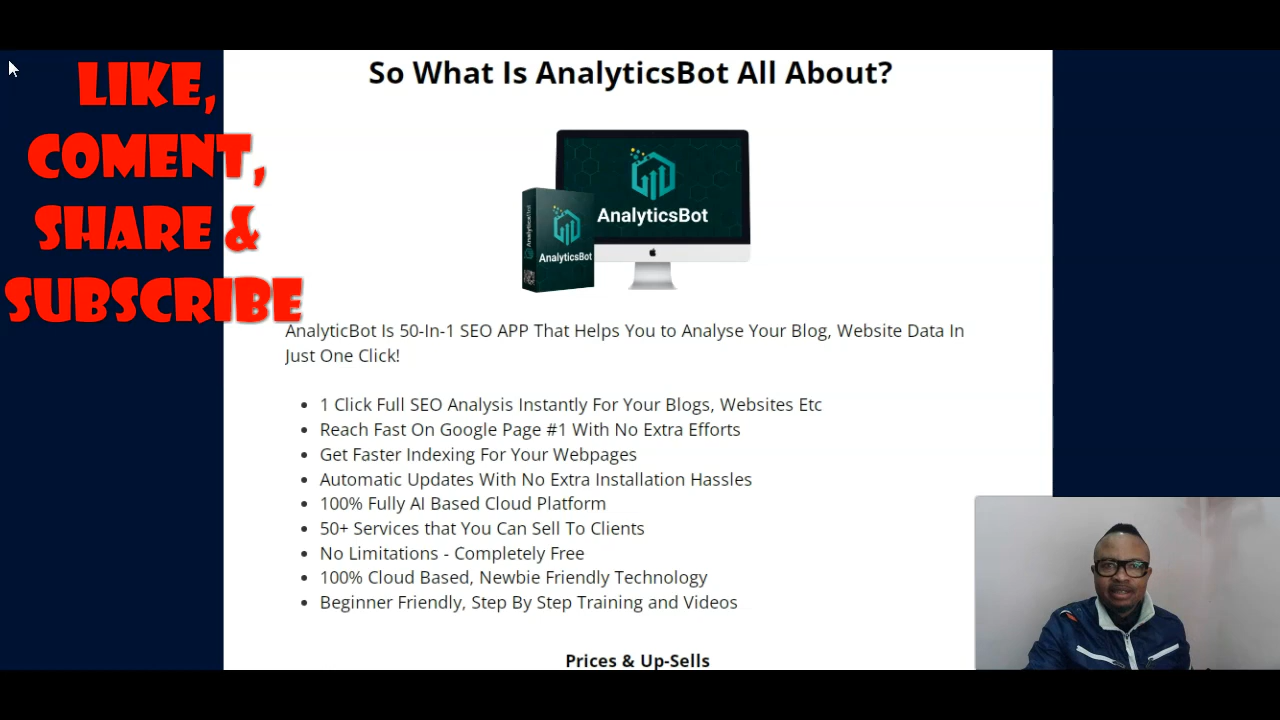 So What Is AnalyticsBot All About?
LIKE,
COMENT,
SHARE &
SUBSCRIBE
AnalyticsBot
AnalyticsBot
AnalyticBot Is 50-In-1 SEO APP That Helps You to Analyse Your Blog, Website Data In
Just One Click!
• 1 Click Full SEO Analysis Instantly For Your Blogs, Websites Etc
• Reach Fast On Google Page #1 With No Extra Efforts
• Get Faster Indexing For Your Webpages
• Automatic Updates With No Extra Installation Hassles
• 100% Fully AI Based Cloud Platform
• 50+ Services that You Can Sell To Clients
• No Limitations - Completely Free
• 100% Cloud Based, Newbie Friendly Technology
• Beginner Friendly, Step By Step Training and Videos
Prices & Up-Sells